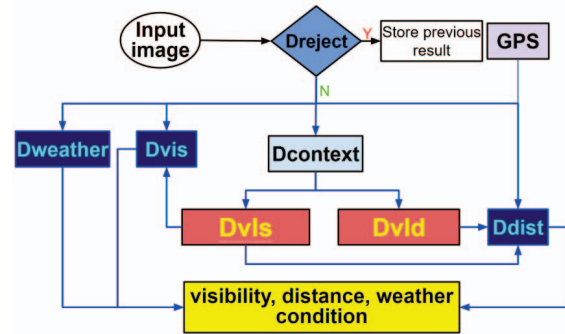 Input
image
Dreject
Y
Store previous
result
GPS
N
Dweather
Dvis
Dcontext
Dvls
Dvld
Ddist
visibility, distance, weather
condition